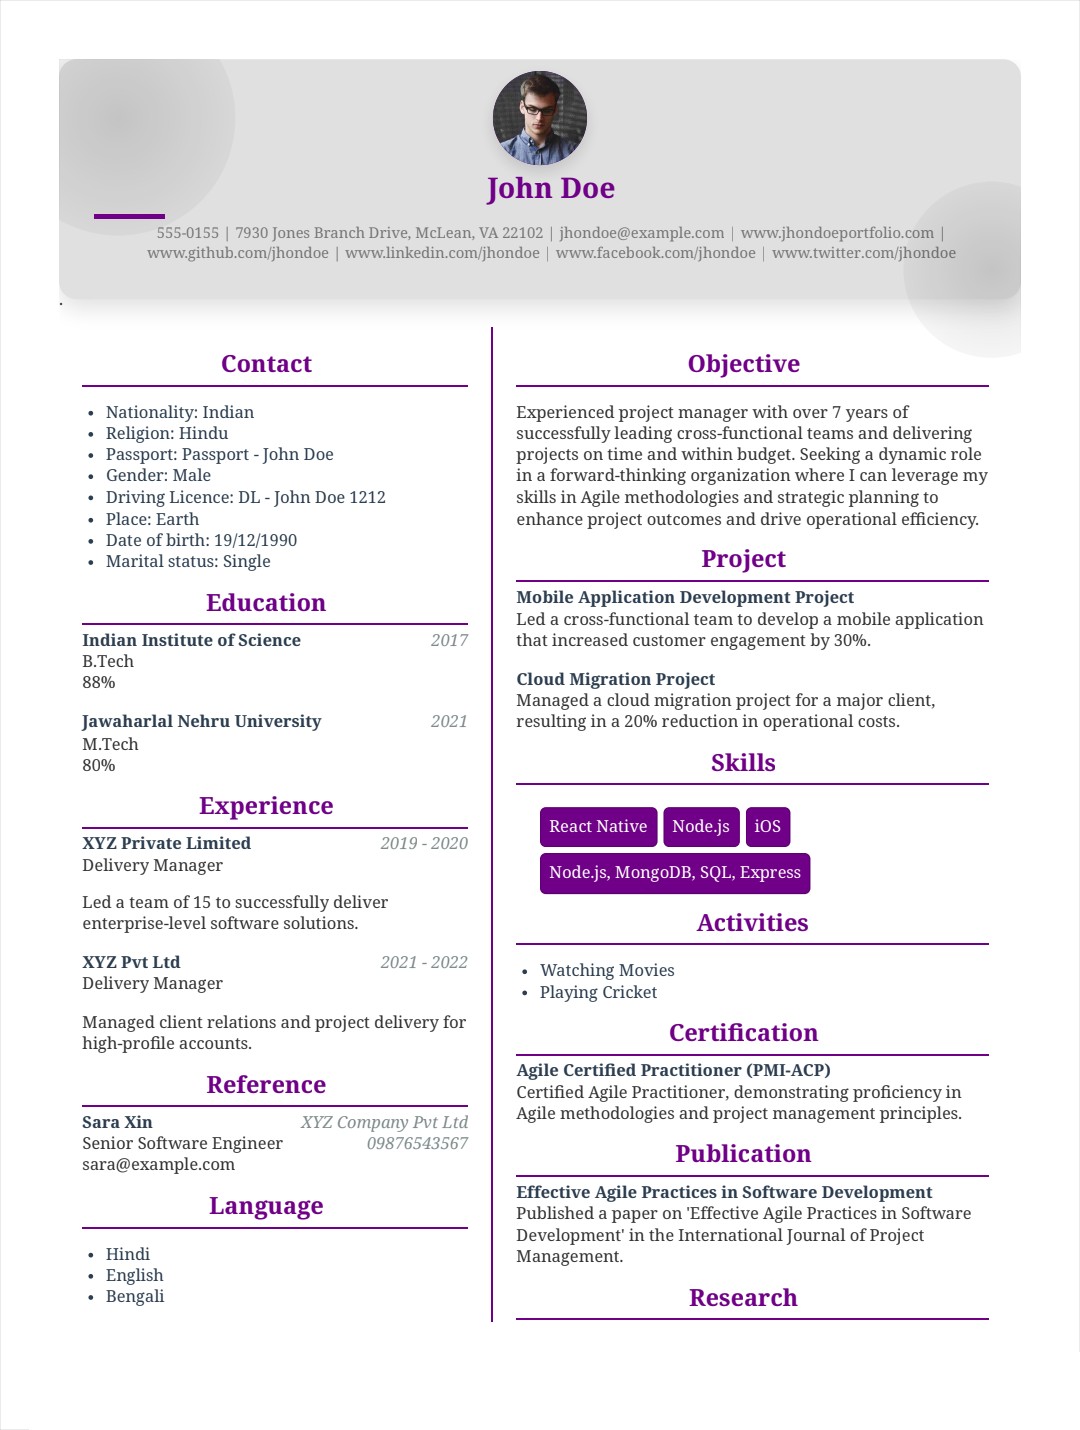 John Doe
555-0155 | 7930 Jones Branch Drive, McLean, VA 22102 | jhondoe@example.com | www.jhondoeportfolio.com |
www.github.com/jhondoe | www.linkedin.com/jhondoe | www.facebook.com/jhondoe | www.twitter.com/jhondoe
.
Contact
• Nationality: Indian
• Religion: Hindu
• Passport: Passport - John Doe
• Gender: Male
• Driving Licence: DL - John Doe 1212
• Place: Earth
• Date of birth: 19/12/1990
• Marital status: Single
Education
Indian Institute of Science 2017
B.Tech
88%
Jawaharlal Nehru University 2021
M.Tech
80%
Experience
XYZ Private Limited 2019 - 2020
Delivery Manager
Led a team of 15 to successfully deliver
enterprise-level software solutions.
XYZ Pvt Ltd 2021 - 2022
Delivery Manager
Managed client relations and project delivery for
high-profile accounts.
Reference
Sara Xin XYZ Company Pvt Ltd
Senior Software Engineer 09876543567
sara@example.com
Language
• Hindi
• English
• Bengali
Objective
Experienced project manager with over 7 years of
successfully leading cross-functional teams and delivering
projects on time and within budget. Seeking a dynamic role
in a forward-thinking organization where I can leverage my
skills in Agile methodologies and strategic planning to
enhance project outcomes and drive operational efficiency.
Project
Mobile Application Development Project
Led a cross-functional team to develop a mobile application
that increased customer engagement by 30%.
Cloud Migration Project
Managed a cloud migration project for a major client,
resulting in a 20% reduction in operational costs.
Skills
React Native Node.js iOS
Node.js, MongoDB, SQL, Express
Activities
• Watching Movies
• Playing Cricket
Certification
Agile Certified Practitioner (PMI-ACP)
Certified Agile Practitioner, demonstrating proficiency in
Agile methodologies and project management principles.
Publication
Effective Agile Practices in Software Development
Published a paper on 'Effective Agile Practices in Software
Development' in the International Journal of Project
Management.
Research